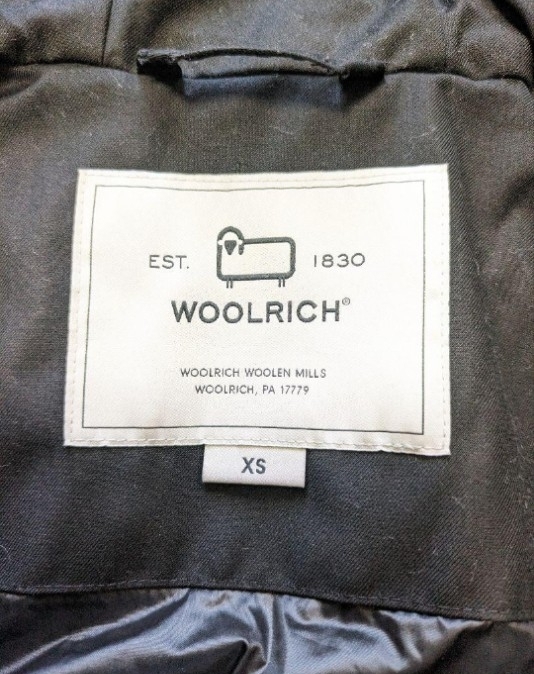 EST. 1830
WOOLRICH®
WOOLRICH WOOLEN MILLS
WOOLRICH, PA 17779
XS